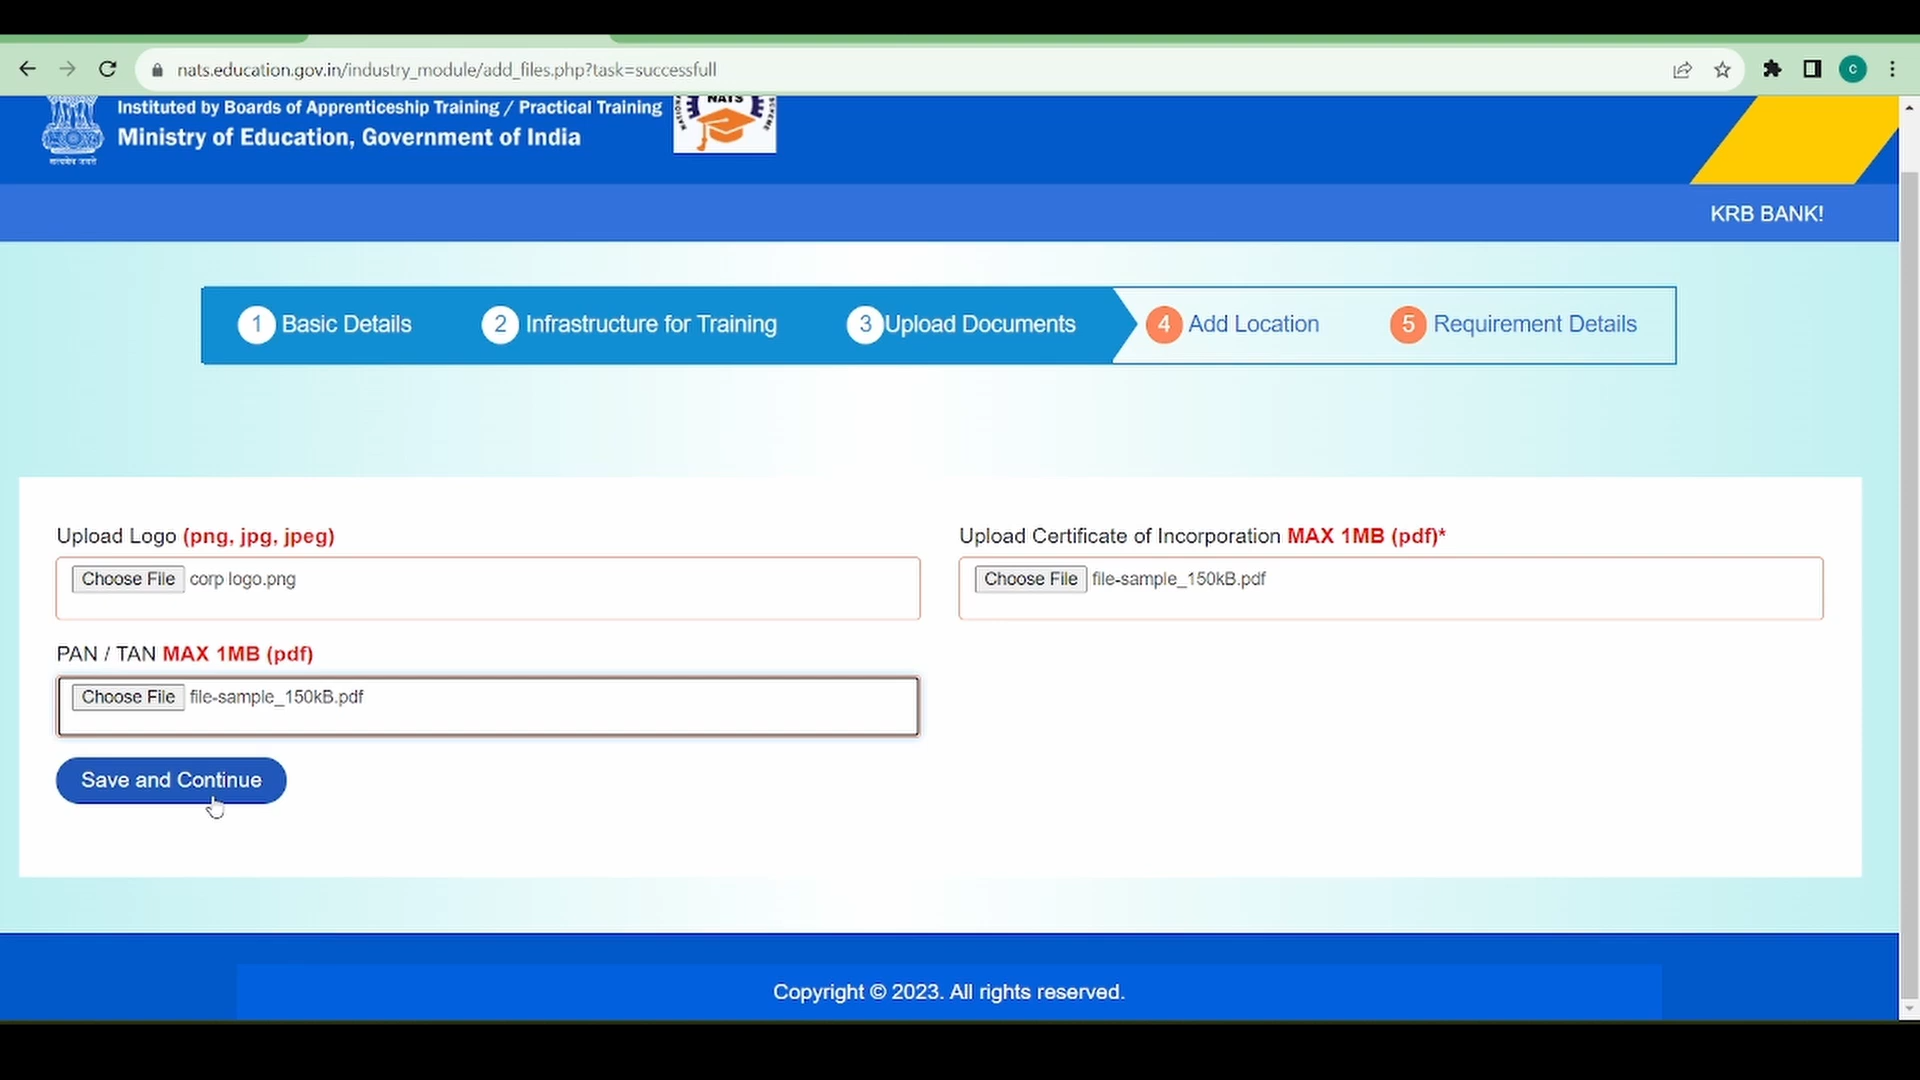 nats.education.gov.in/industry_module/add_files.php?task=successfull
C
Instituted by Boards of Apprenticeship Training / Practical Training
Ministry of Education, Government of India
सत्यमेव जयते
NATS
KRB BANK!
1 Basic Details
2 Infrastructure for Training
3 Upload Documents
4 Add Location
5 Requirement Details
Upload Logo (png, jpg, jpeg)
Choose File corp logo.png
Upload Certificate of Incorporation MAX 1MB (pdf)*
Choose File file-sample_150kB.pdf
PAN / TAN MAX 1MB (pdf)
Choose File file-sample_150kB.pdf
Save and Continue
Copyright © 2023. All rights reserved.